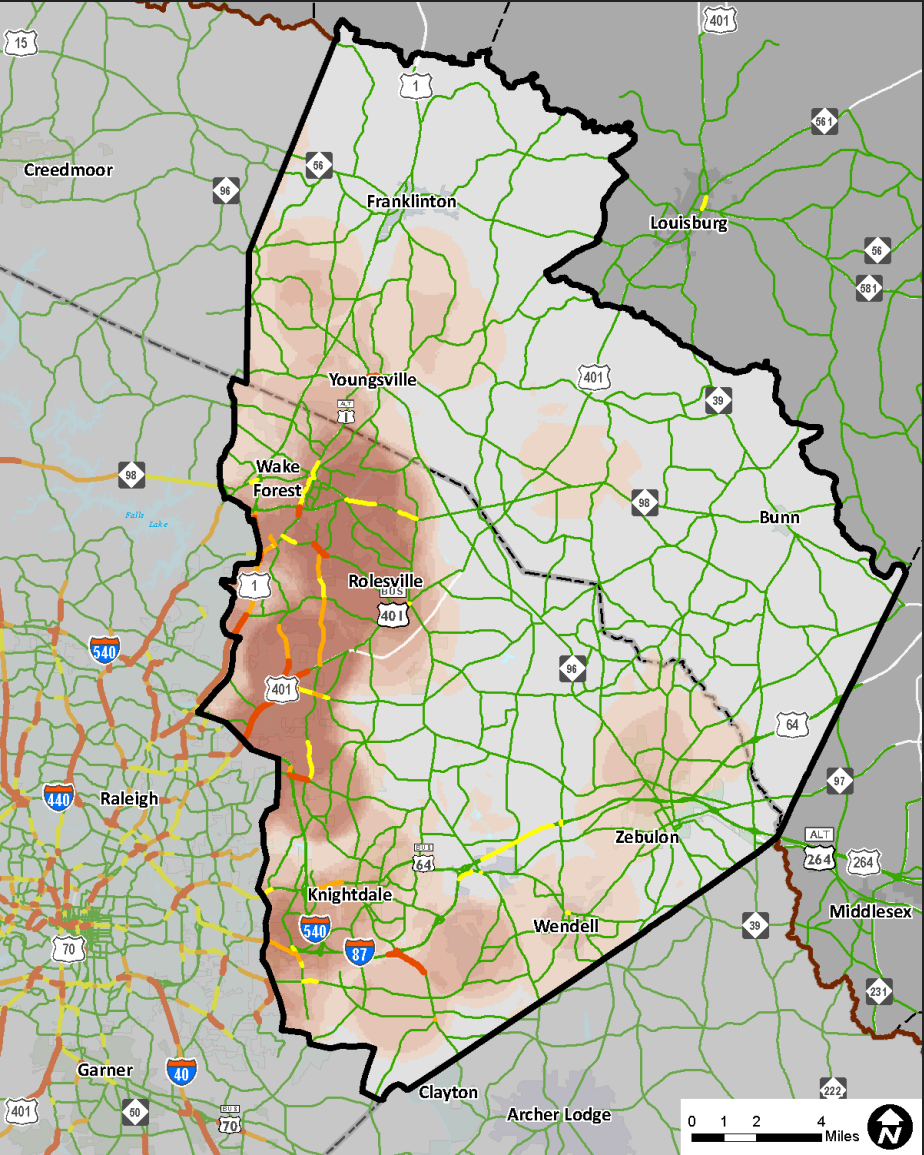 401
15
1
561
56
Creedmoor
96
Franklinton
Louisburg
56
581
401
Youngsville
39
ALT
1
Wake
Forest
98
98
Falls
Lake
Bunn
1
Rolesville
BUS
401
540
96
401
64
97
440
Raleigh
Zebulon
ALT
264
264
BUS
64
Knightdale
Middlesex
540
Wendell
39
70
87
231
Garner
40
Clayton
222
401
50
BUS
70
Archer Lodge
0 1 2 4
Miles
N